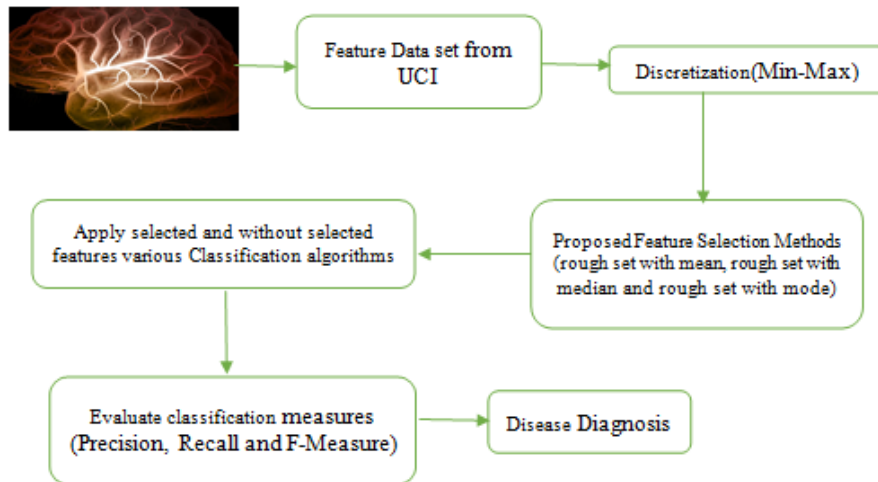 Feature Data set from
UCI
Discretization(Min-Max)
Proposed Feature Selection Methods
(rough set with mean, rough set with
median and rough set with mode)
Apply selected and without selected
features various Classification algorithms
Evaluate classification measures
(Precision, Recall and F-Measure)
Disease Diagnosis